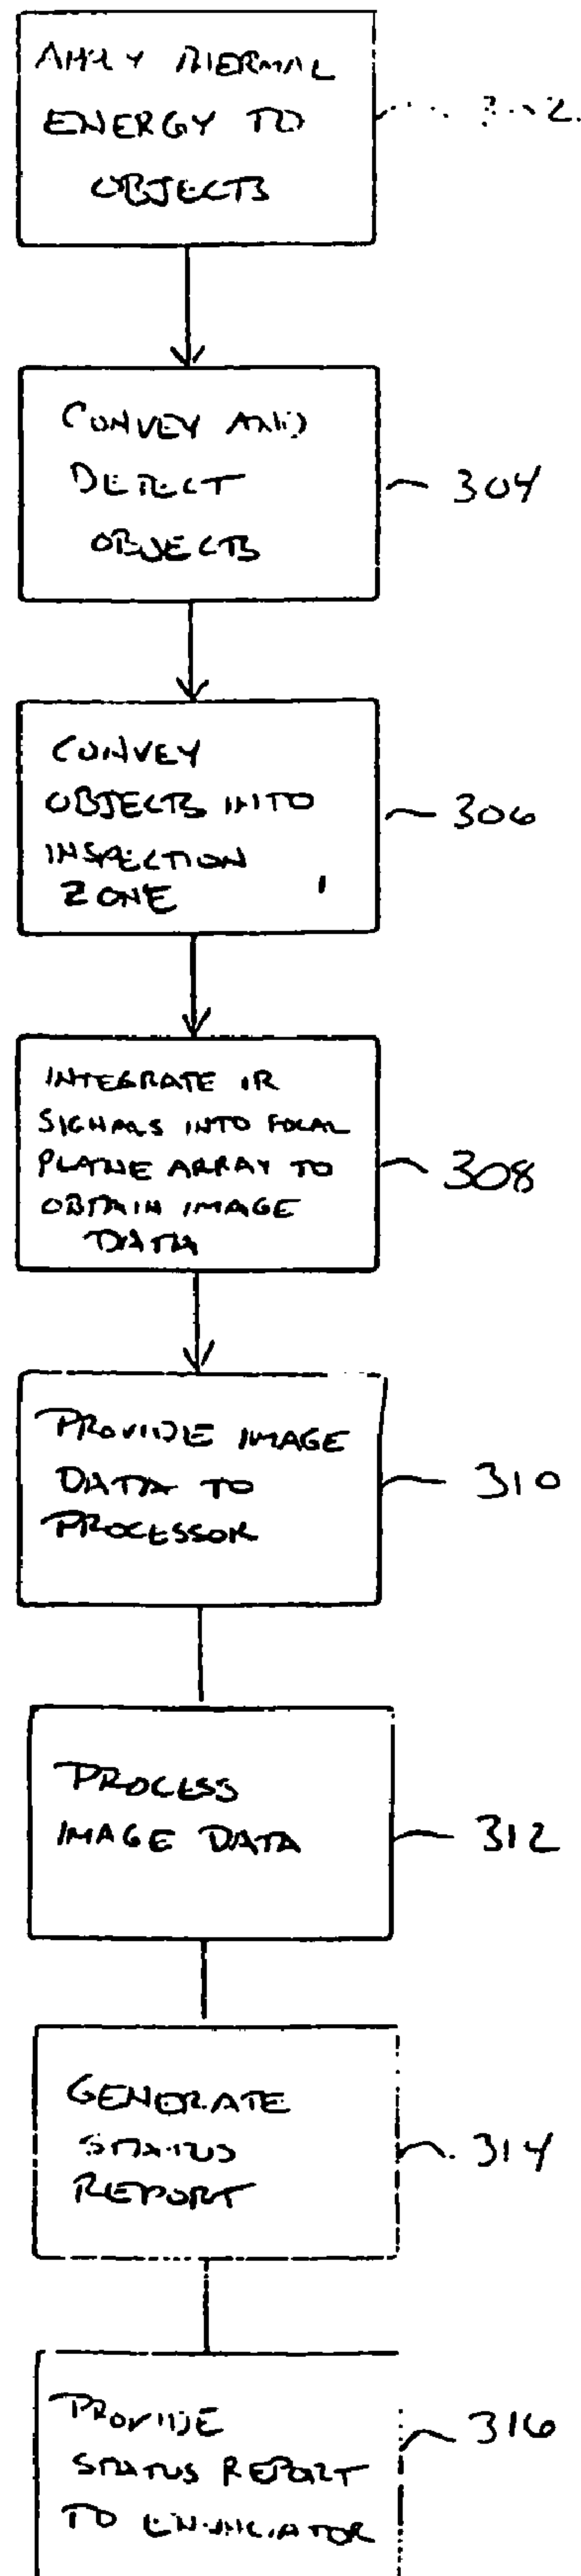 APPLY THERMAL
ENERGY TO
OBJECTS
302
CONVEY AND
DETECT
OBJECTS
304
CONVEY
OBJECTS INTO
INSPECTION
ZONE
306
INTEGRATE IR
SIGNALS INTO FOCAL
PLANE ARRAY TO
OBTAIN IMAGE
DATA
308
PROVIDE IMAGE
DATA TO
PROCESSOR
310
PROCESS
IMAGE DATA
312
GENERATE
STATUS
REPORT
314
PROVIDE
STATUS REPORT
TO ENUNCIATOR
316